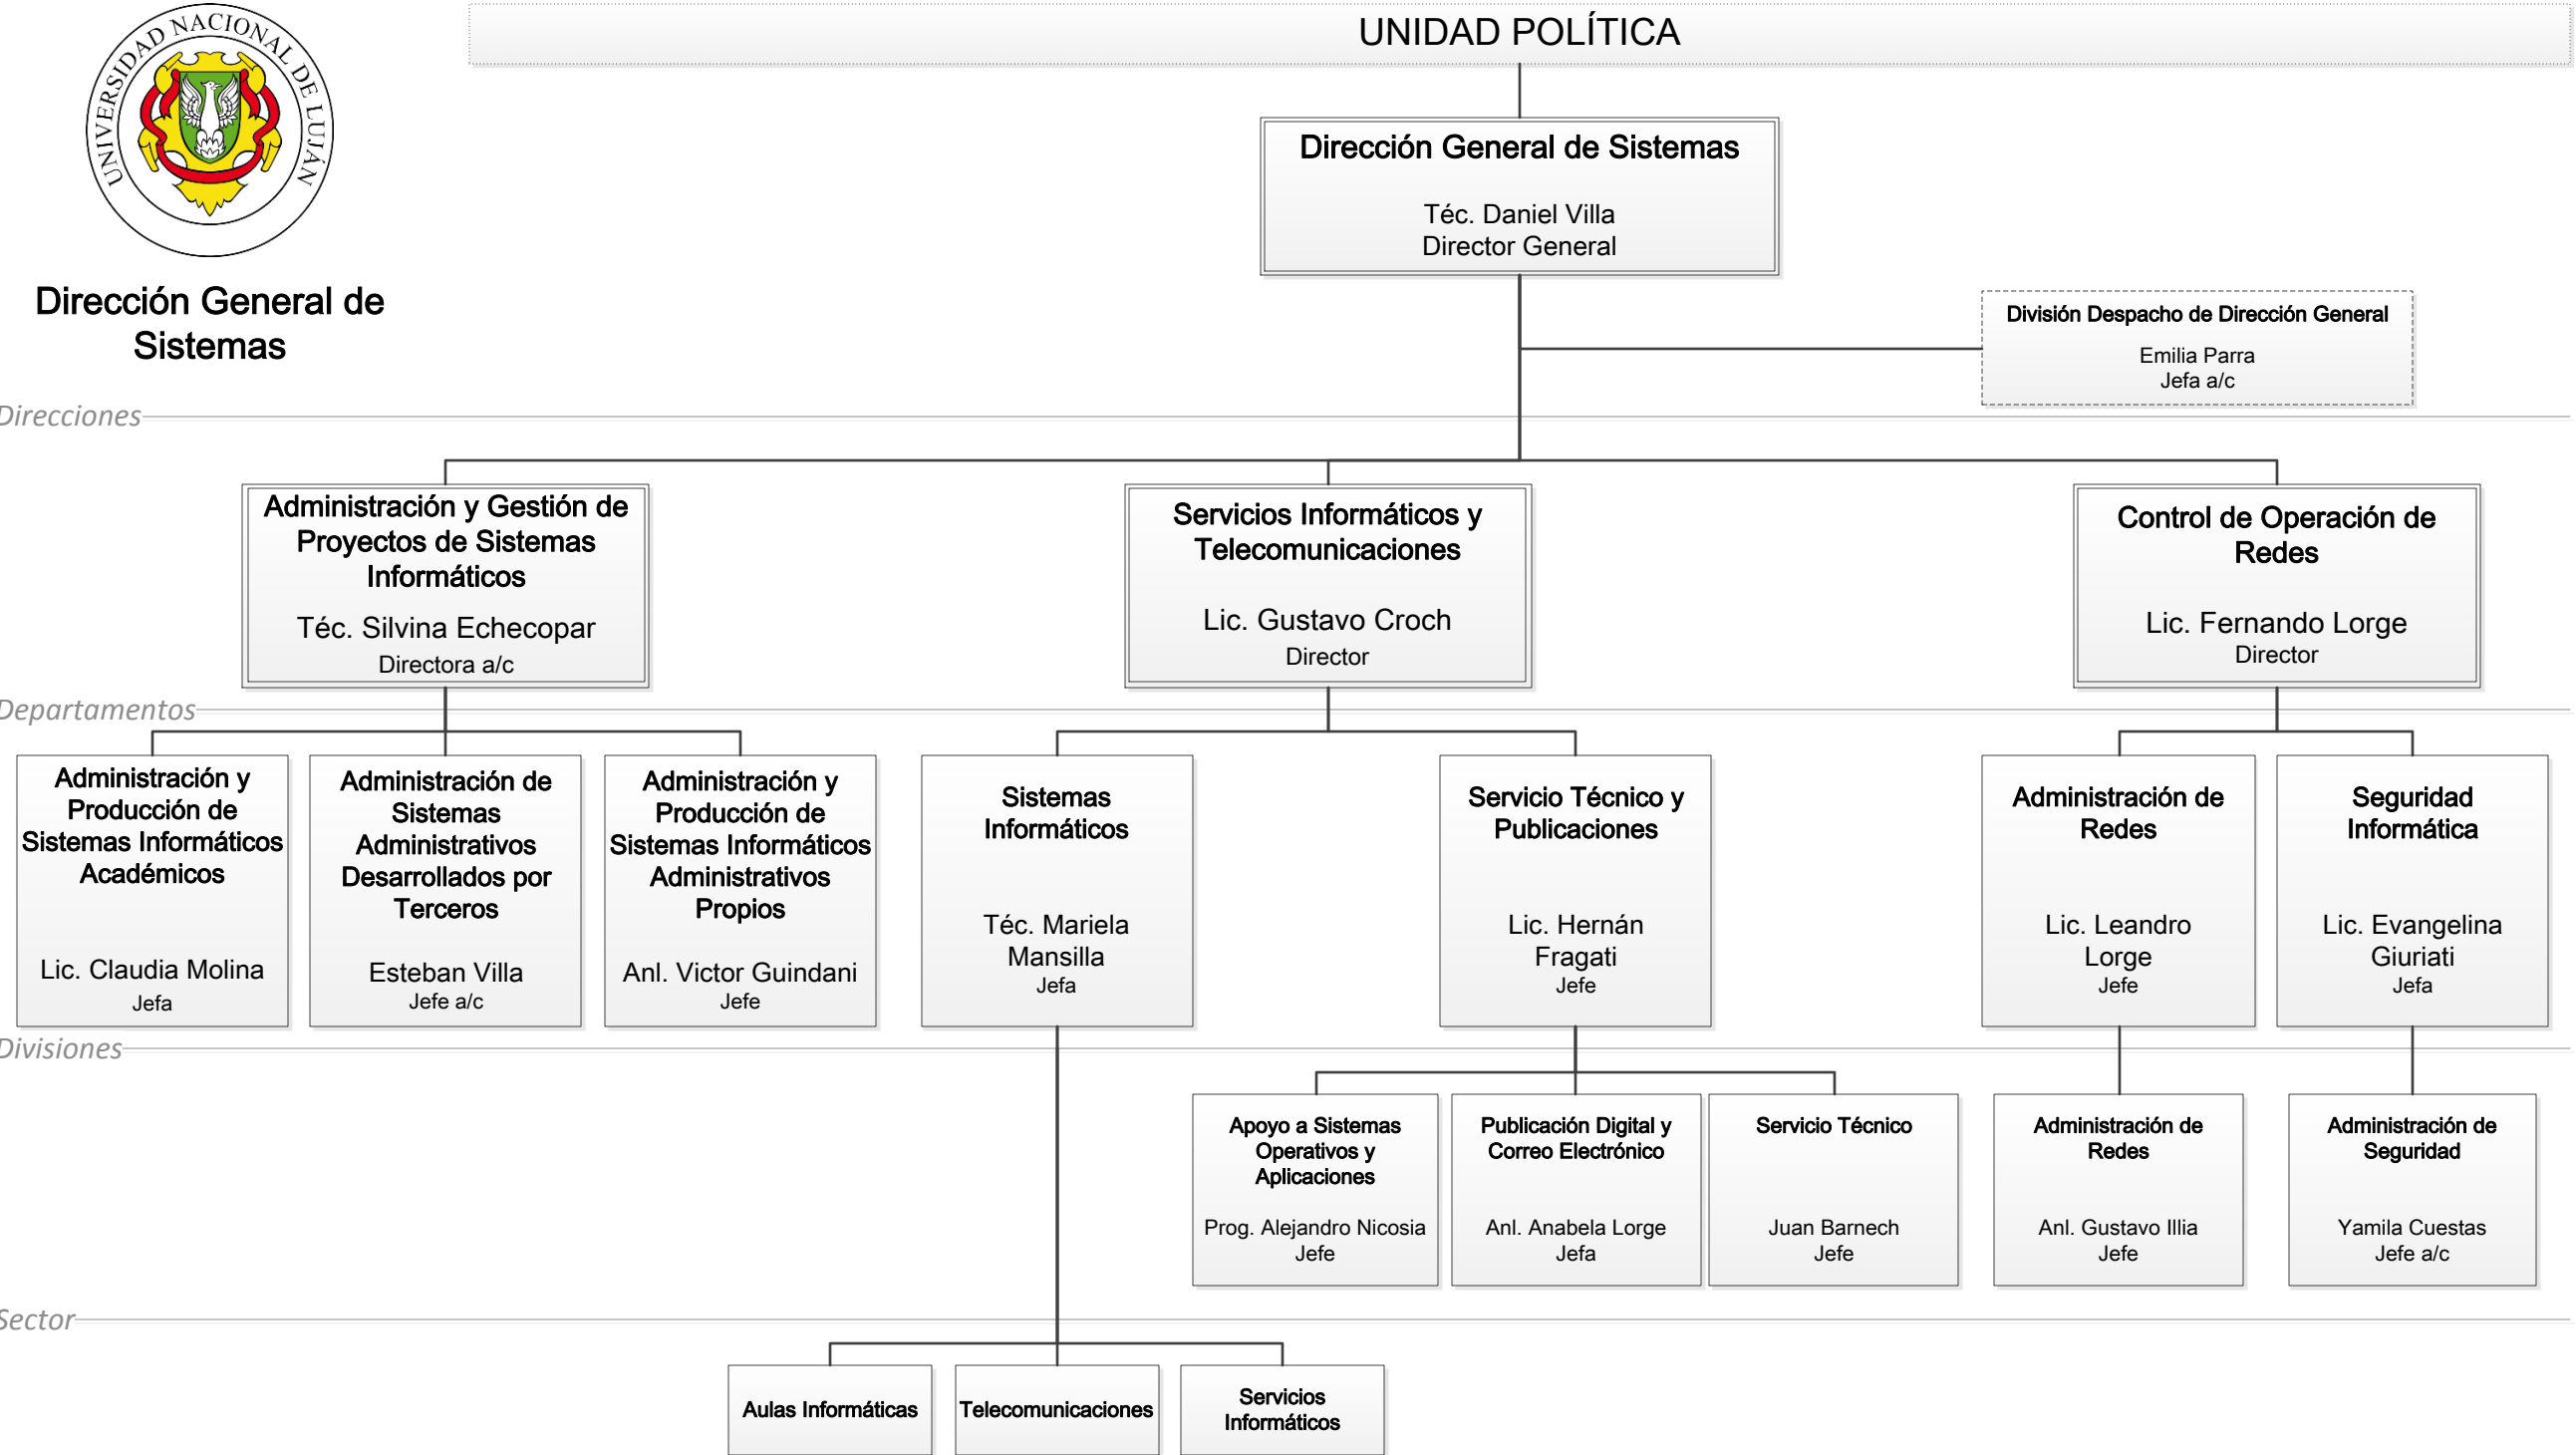 UNIVERSIDAD NACIONAL DE LUJÁN
Dirección General de
Sistemas
UNIDAD POLÍTICA
Dirección General de Sistemas
Téc. Daniel Villa
Director General
División Despacho de Dirección General
Emilia Parra
Jefa a/c
Direcciones
Administración y Gestión de
Proyectos de Sistemas
Informáticos
Téc. Silvina Echecopar
Directora a/c
Servicios Informáticos y
Telecomunicaciones
Lic. Gustavo Croch
Director
Control de Operación de
Redes
Lic. Fernando Lorge
Director
Departamentos
Administración y
Producción de
Sistemas Informáticos
Académicos
Lic. Claudia Molina
Jefa
Administración de
Sistemas
Administrativos
Desarrollados por
Terceros
Esteban Villa
Jefe a/c
Administración y
Producción de
Sistemas Informáticos
Administrativos
Propios
Anl. Victor Guindani
Jefe
Sistemas
Informáticos
Téc. Mariela
Mansilla
Jefa
Servicio Técnico y
Publicaciones
Lic. Hernán
Fragati
Jefe
Administración de
Redes
Lic. Leandro
Lorge
Jefe
Seguridad
Informática
Lic. Evangelina
Giuriati
Jefa
Divisiones
Apoyo a Sistemas
Operativos y
Aplicaciones
Prog. Alejandro Nicosia
Jefe
Publicación Digital y
Correo Electrónico
Anl. Anabela Lorge
Jefa
Servicio Técnico
Juan Barnech
Jefe
Administración de
Redes
Anl. Gustavo Illia
Jefe
Administración de
Seguridad
Yamila Cuestas
Jefe a/c
Sector
Aulas Informáticas
Telecomunicaciones
Servicios
Informáticos